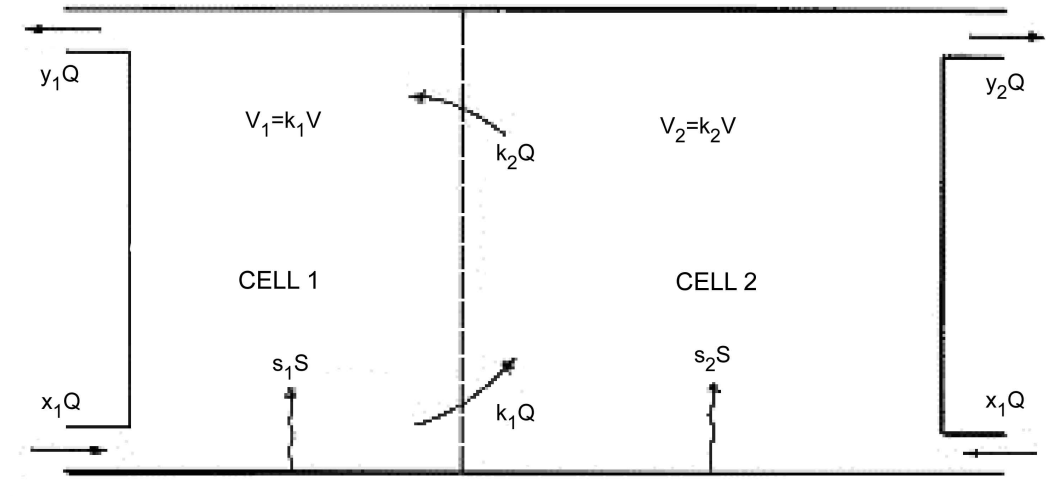 y₁Q
y₂Q
V₁=k₁V
V₂=k₂V
k₂Q
CELL 1
CELL 2
s₁S
s₂S
x₁Q
k₁Q
x₁Q